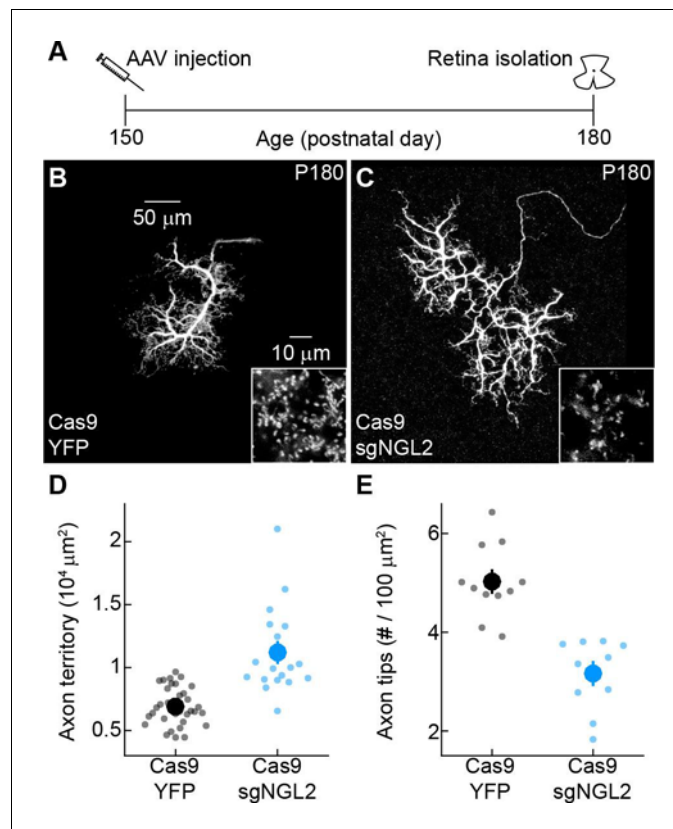 A
AAV injection
Retina isolation
150
Age (postnatal day)
180
B
P180
50 μm
10 μm
Cas9
YFP
C
P180
Cas9
sgNGL2
D
Axon territory (10⁴ μm²)
2
1.5
1
0.5
Cas9
YFP
Cas9
sgNGL2
E
Axon tips (# / 100 μm²)
6
4
2
Cas9
YFP
Cas9
sgNGL2